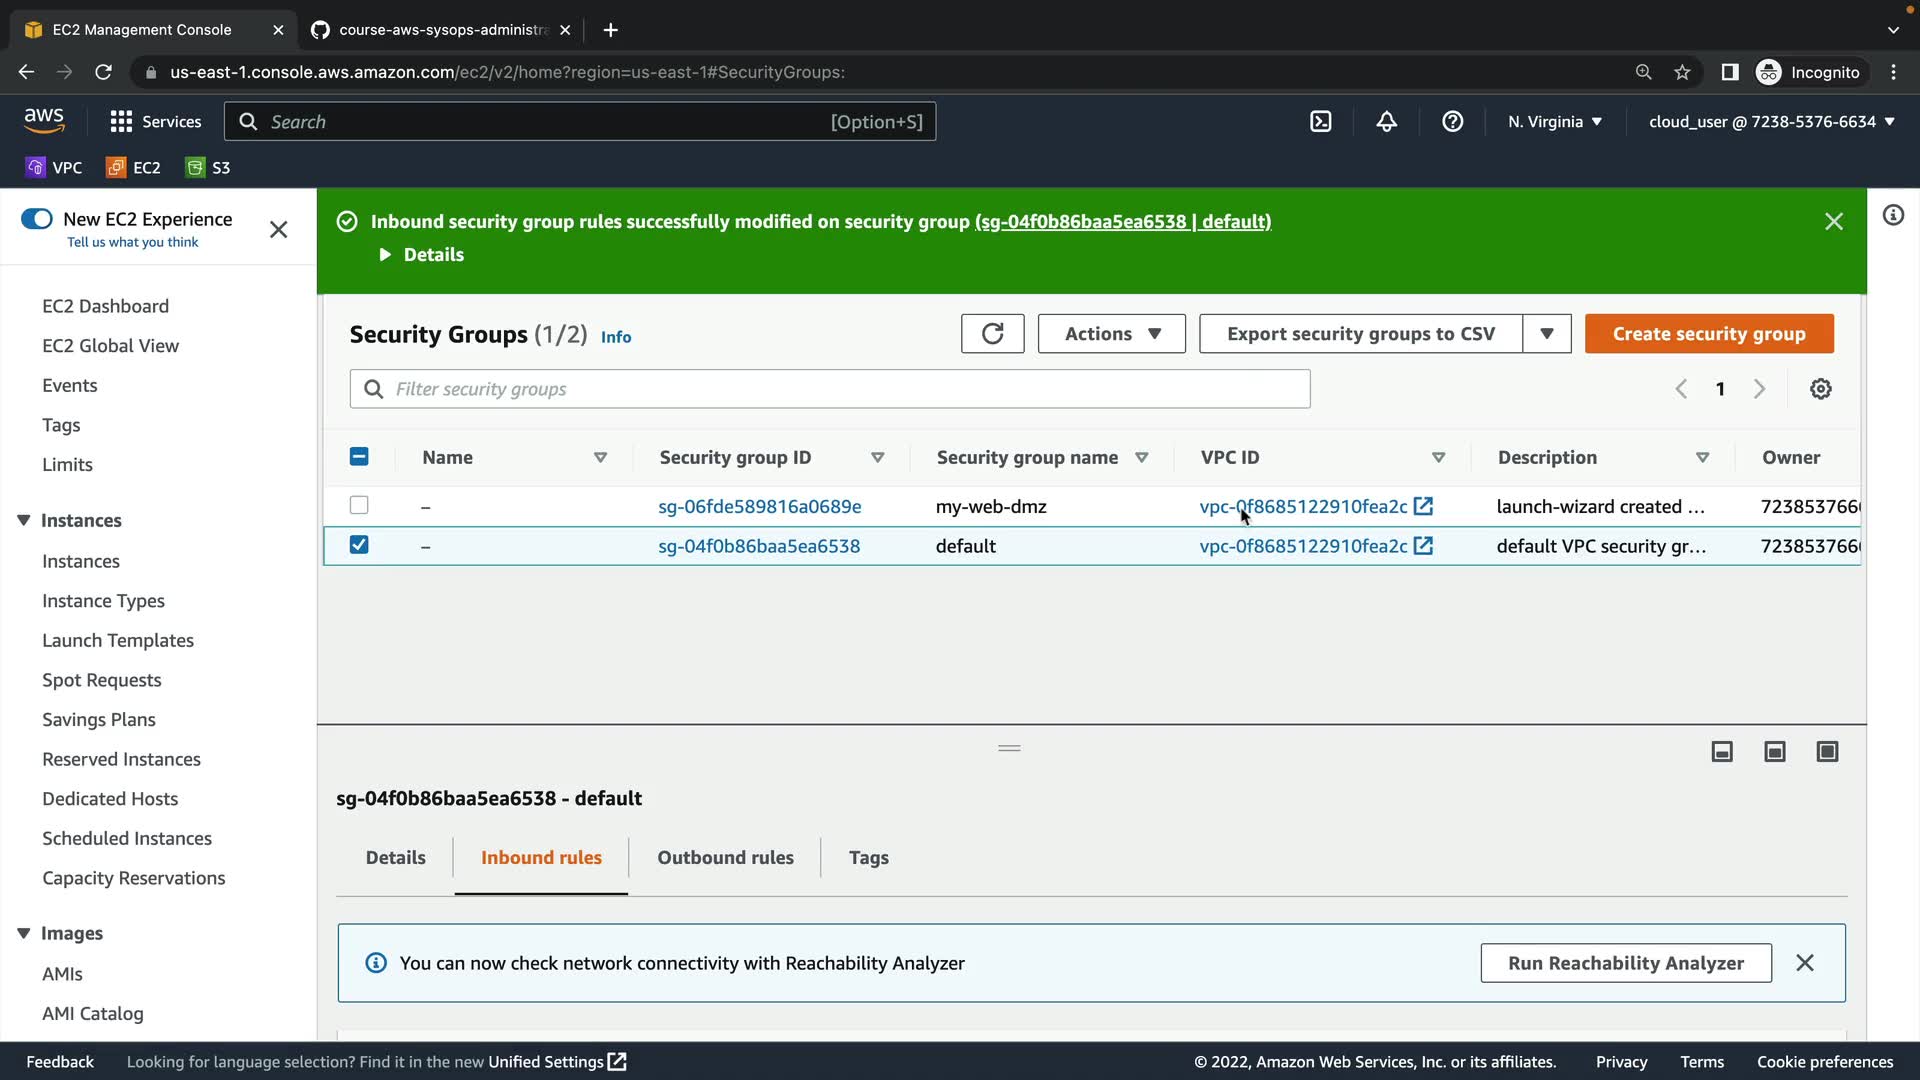 EC2 Management Console
course-aws-sysops-administra
us-east-1.console.aws.amazon.com/ec2/v2/home?region=us-east-1#SecurityGroups:
Incognito
aws
Services
Search
[Option+S]
N. Virginia
cloud_user @ 7238-5376-6634
VPC
EC2
S3
New EC2 Experience
Tell us what you think
EC2 Dashboard
EC2 Global View
Events
Tags
Limits
Instances
Instances
Instance Types
Launch Templates
Spot Requests
Savings Plans
Reserved Instances
Dedicated Hosts
Scheduled Instances
Capacity Reservations
Images
AMIs
AMI Catalog
Inbound security group rules successfully modified on security group (sg-04f0b86baa5ea6538 | default)
Details
Security Groups (1/2) Info
Actions
Export security groups to CSV
Create security group
Filter security groups
1
Name
Security group ID
Security group name
VPC ID
Description
Owner
– sg-06fde589816a0689e my-web-dmz vpc-0f8685122910fea2c launch-wizard created ... 723853766
– sg-04f0b86baa5ea6538 default vpc-0f8685122910fea2c default VPC security gr... 723853766
sg-04f0b86baa5ea6538 - default
Details
Inbound rules
Outbound rules
Tags
You can now check network connectivity with Reachability Analyzer
Run Reachability Analyzer
Feedback
Looking for language selection? Find it in the new Unified Settings
© 2022, Amazon Web Services, Inc. or its affiliates.
Privacy
Terms
Cookie preferences